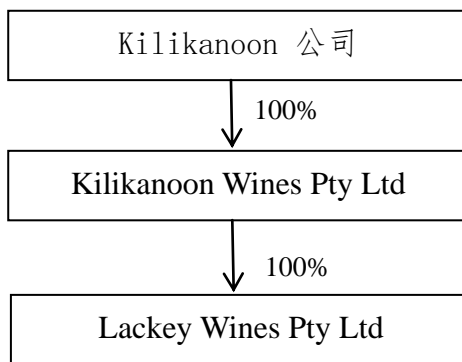 Kilikanoon 公司
100%
Kilikanoon Wines Pty Ltd
100%
Lackey Wines Pty Ltd